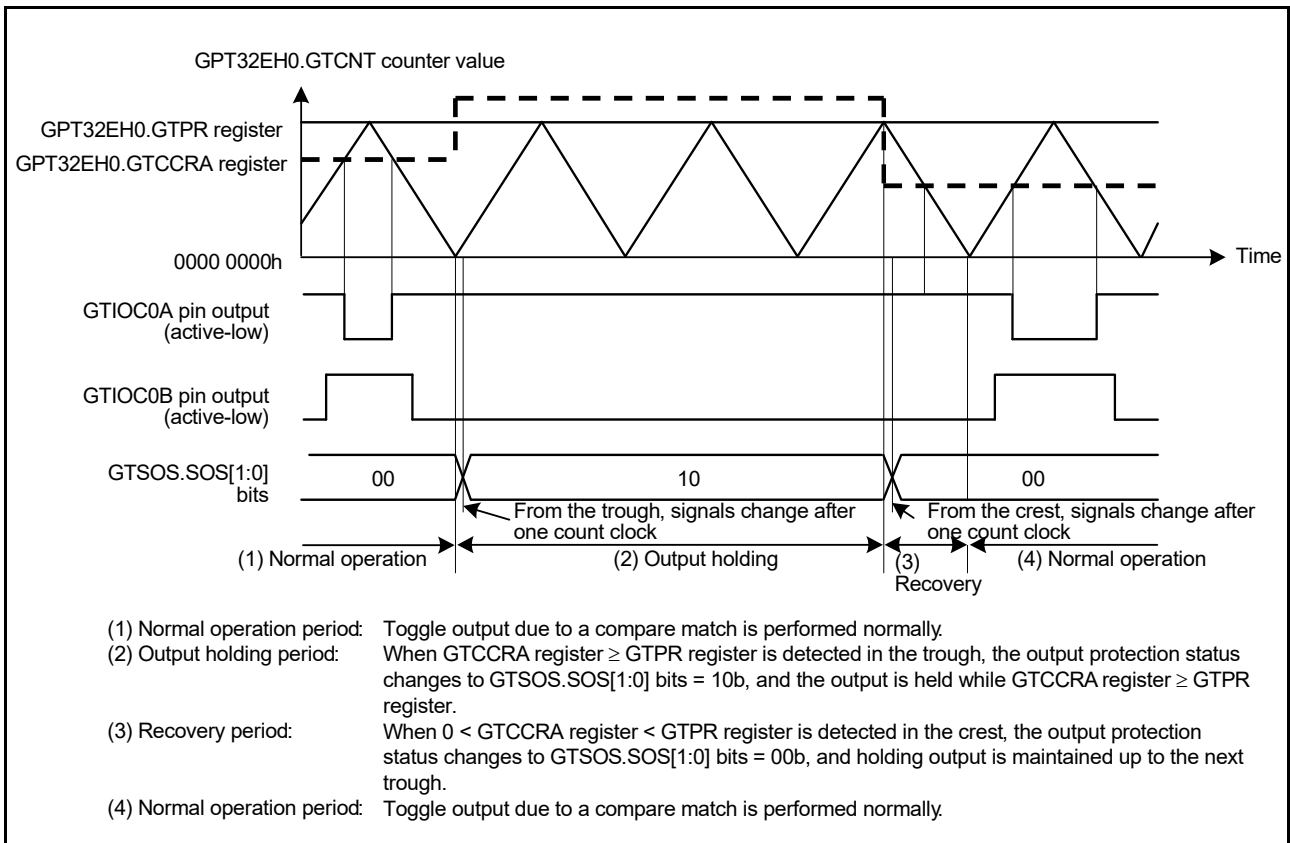 GPT32EH0.GTCNT counter value
GPT32EH0.GTPR register
GPT32EH0.GTCCRA register
0000 0000h
Time
GTIOC0A pin output
(active-low)
GTIOC0B pin output
(active-low)
GTSOS.SOS[1:0]
bits
00
10
00
From the trough, signals change after
one count clock
From the crest, signals change after
one count clock
(1) Normal operation
(2) Output holding
(3)
Recovery
(4) Normal operation
(1) Normal operation period: Toggle output due to a compare match is performed normally.
(2) Output holding period: When GTCCRA register ≥ GTPR register is detected in the trough, the output protection status
changes to GTSOS.SOS[1:0] bits = 10b, and the output is held while GTCCRA register ≥ GTPR
register.
(3) Recovery period: When 0 < GTCCRA register < GTPR register is detected in the crest, the output protection
status changes to GTSOS.SOS[1:0] bits = 00b, and holding output is maintained up to the next
trough.
(4) Normal operation period: Toggle output due to a compare match is performed normally.